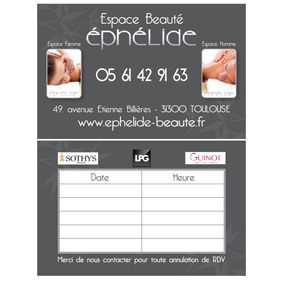 Espace Beauté
éphélide
Espace Femme
Espace Homme
05 61 42 91 63
49, avenue Etienne Billières - 31300 TOULOUSE
www.ephelide-beaute.fr
SOTHYS
LPG
GUINOT
Date
Heure
Merci de nous contacter pour toute annulation de RDV